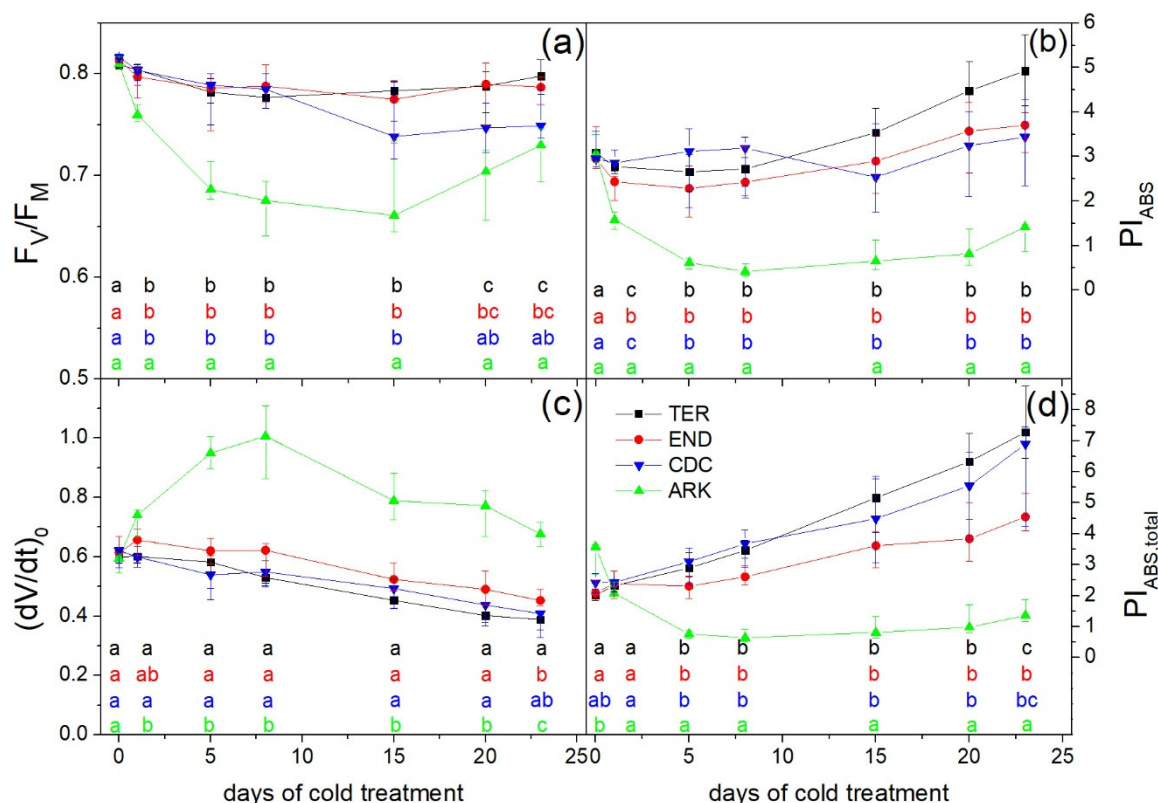 (a)
0.8
0.7
0.6
0.5
F_V/F_M
a b b b b c c
a b b b b bc bc
a b b b b ab ab
a a a a a a a
(b)
6
5
4
3
2
1
0
PI_ABS
a c b b b b b
a b b b b b b
a c b b b b b
a a a a a a a
(c)
1.0
0.8
0.6
0.4
0.2
0.0
(dV/dt)_0
a a a a a a a
a ab a a a a b
a a a a a a ab
a b b b b b c
0 5 10 15 20 25
days of cold treatment
(d)
TER
END
CDC
ARK
8
7
6
5
4
3
2
1
0
PI_ABS.total
a a b b b b c
a a b b b b b
ab a b b b b bc
b a a a a a a
0 5 10 15 20 25
days of cold treatment